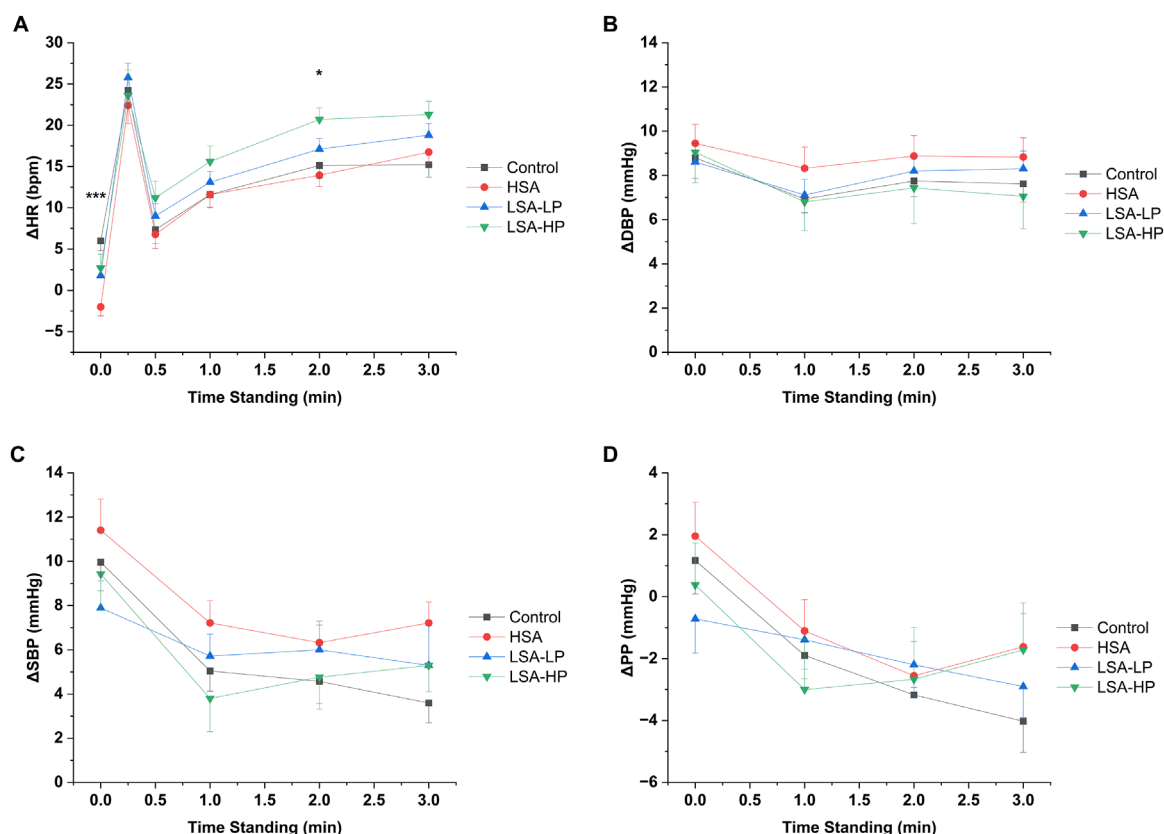 A
30
25
20
15
10
5
0
−5
ΔHR (bpm)
***
*
0.0 0.5 1.0 1.5 2.0 2.5 3.0
Time Standing (min)
Control
HSA
LSA-LP
LSA-HP
B
14
12
10
8
6
4
2
0
ΔDBP (mmHg)
0.0 0.5 1.0 1.5 2.0 2.5 3.0
Time Standing (min)
Control
HSA
LSA-LP
LSA-HP
C
14
12
10
8
6
4
2
0
ΔSBP (mmHg)
0.0 0.5 1.0 1.5 2.0 2.5 3.0
Time Standing (min)
Control
HSA
LSA-LP
LSA-HP
D
4
2
0
−2
−4
−6
ΔPP (mmHg)
0.0 0.5 1.0 1.5 2.0 2.5 3.0
Time Standing (min)
Control
HSA
LSA-LP
LSA-HP